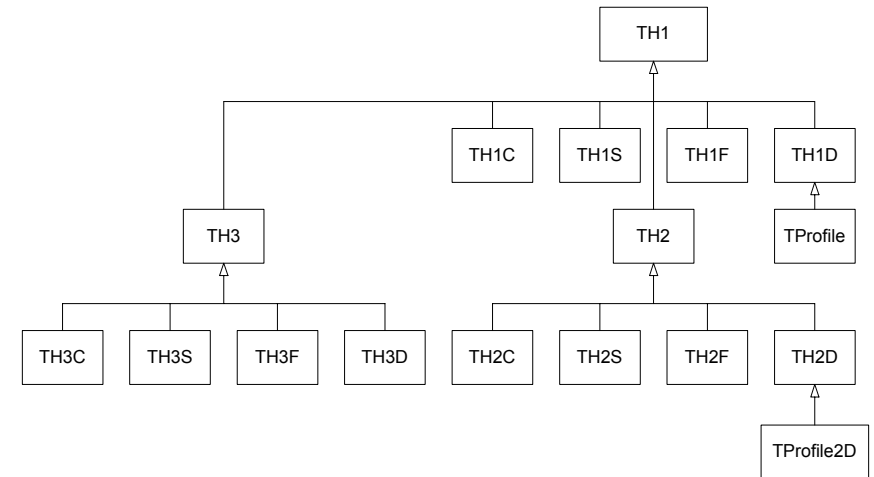 TH1
TH1C
TH1S
TH1F
TH1D
TH3
TH2
TProfile
TH3C
TH3S
TH3F
TH3D
TH2C
TH2S
TH2F
TH2D
TProfile2D